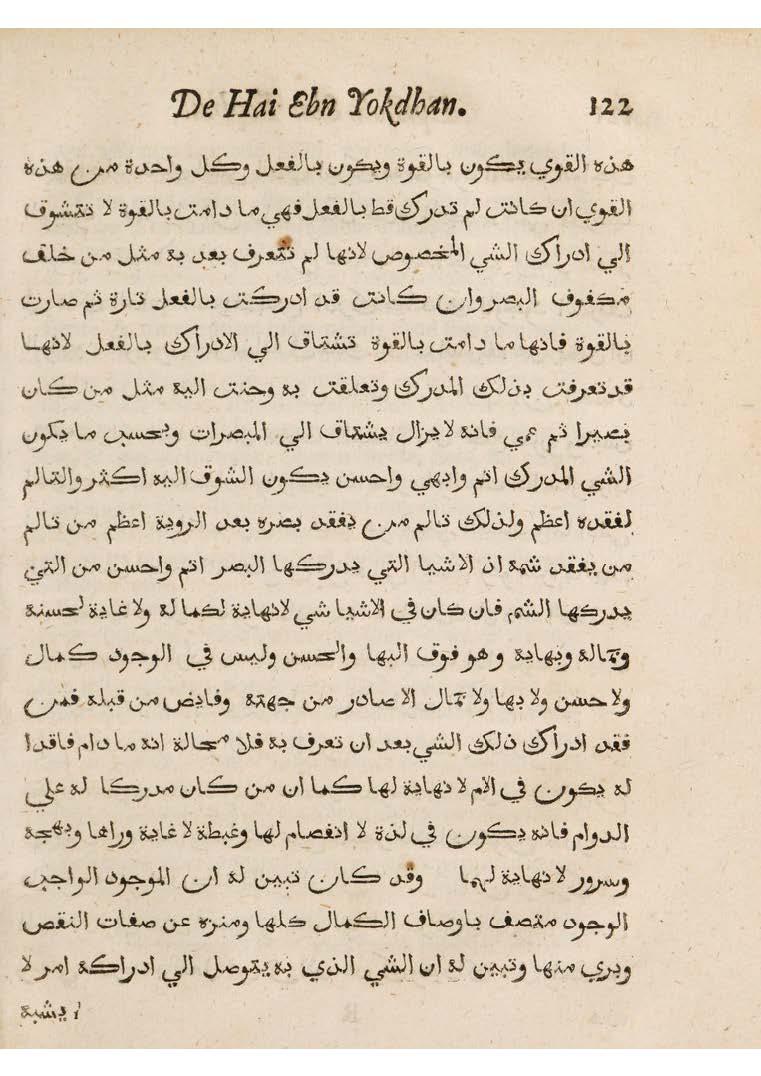 De Hai Ebn Yokdhan. 122
هذه القوي يكون بالقوة ويكون بالفعل وكل واحدة من هذه
القوي ان كانت لم تدرك قط بالفعل فهي ما دامت بالقوة لا تتشوق
الي ادراك الشي المخصوص لانها لم تتعرف بعد به مثل من خلف
مكفوف البصر وان كانت قد ادركت بالفعل تارة ثم صارت
بالقوة فانها ما دامت بالقوة تشتاق الي الادراك بالفعل لانها
قد تعرفت بذلك المدرك وتعلقت به وحنت اليه مثل من كان
بصيرا ثم عمي فانه لا يزال يشتاق الي المبصرات وبحسب ما يكون
الشي المدرك اتم وابهي واحسن يكون الشوق اليه اكثر والتالم
لفقده اعظم ولذلك تالم من يفقد بصره بعد الروية اعظم من تالم
من يفقد شمه اذ الاشيا التي يدركها البصر اتم واحسن من التي
يدركها الشم فان كان في الاشيا شي لا نهاية لكماله ولا غاية لحسنه
وجماله وبهايه وهو فوق البها والحسن وليس في الوجود كمال
ولا حسن ولا بها ولا جمال الا صادر من جهته وفايض من قبله فمن
فقد ادراك ذلك الشي بعد ان تعرف به فلا محالة انه ما دام فاقدا
له يكون في الام لا نهاية لها كما ان من كان مدركا له علي
الدوام فانه يكون في لذة لا انفصام لها وغبطة لا غاية وراها وبهجة
وسرور لا نهاية لهما وقد كان تبين له ان الموجود الواجب
الوجود متصف باوصاف الكمال كلها ومنزه عن صفات النقص
وبري منها وتبين له ان الشي الذي به يتوصل الي ادراكه امر لا
يشبه